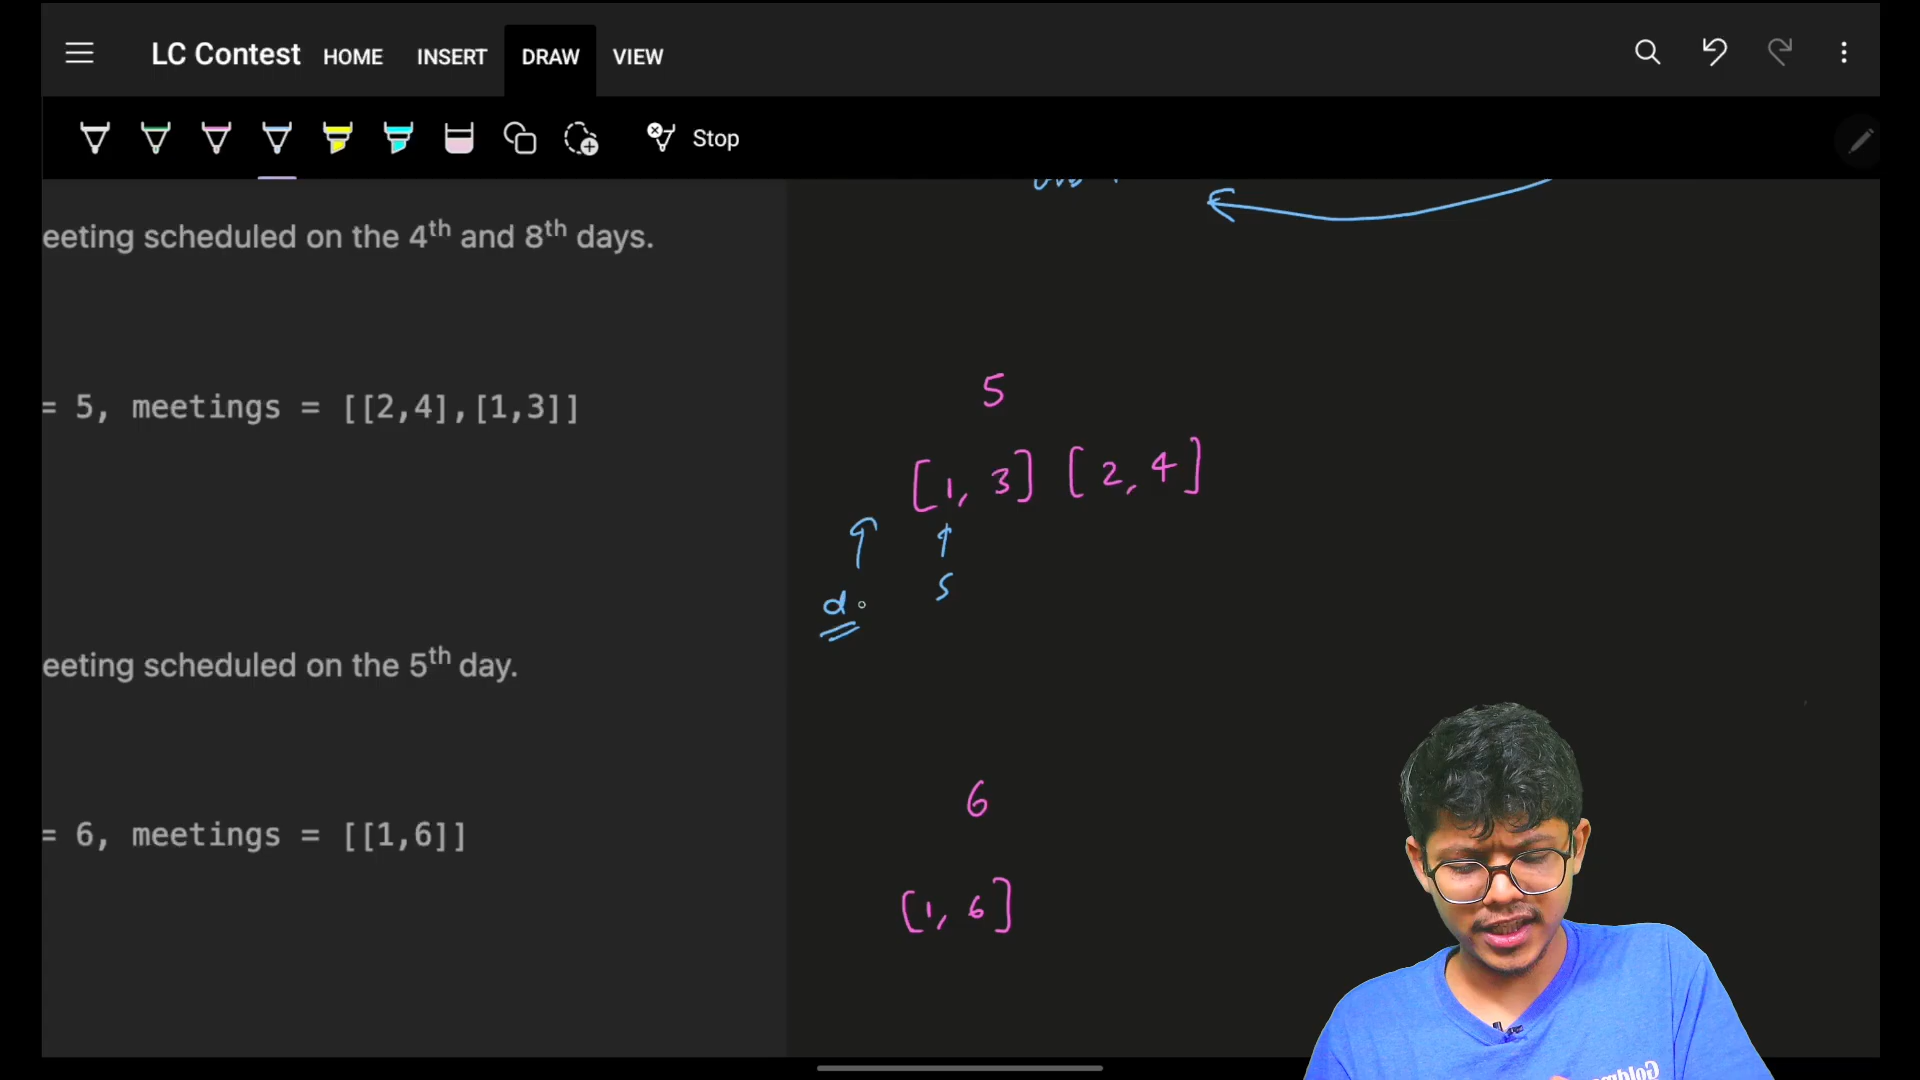 LC Contest HOME INSERT DRAW VIEW
Stop
eeting scheduled on the 4th and 8th days.
= 5, meetings = [[2,4],[1,3]]
eeting scheduled on the 5th day.
= 6, meetings = [[1,6]]
5
[1, 3] [2, 4]
d. s
6
[1, 6]